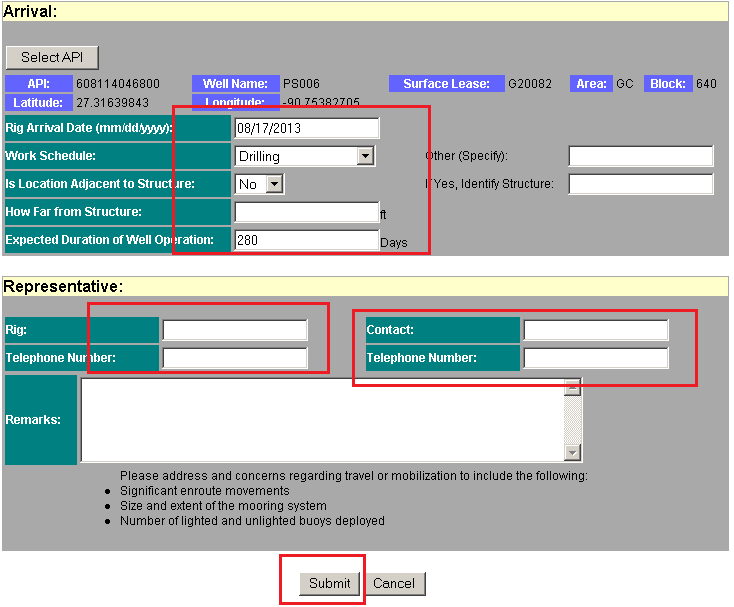 Arrival:
Select API
API: 608114046800 Well Name: PS006 Surface Lease: G20082 Area: GC Block: 640
Latitude: 27.31639843 Longitude: -90.75382705
Rig Arrival Date (mm/dd/yyyy): 08/17/2013
Work Schedule: Drilling Other (Specify):
Is Location Adjacent to Structure: No If Yes, Identify Structure:
How Far from Structure: ft
Expected Duration of Well Operation: 280 Days
Representative:
Rig: Contact:
Telephone Number: Telephone Number:
Remarks:
Please address and concerns regarding travel or mobilization to include the following:
Significant enroute movements
Size and extent of the mooring system
Number of lighted and unlighted buoys deployed
Submit Cancel